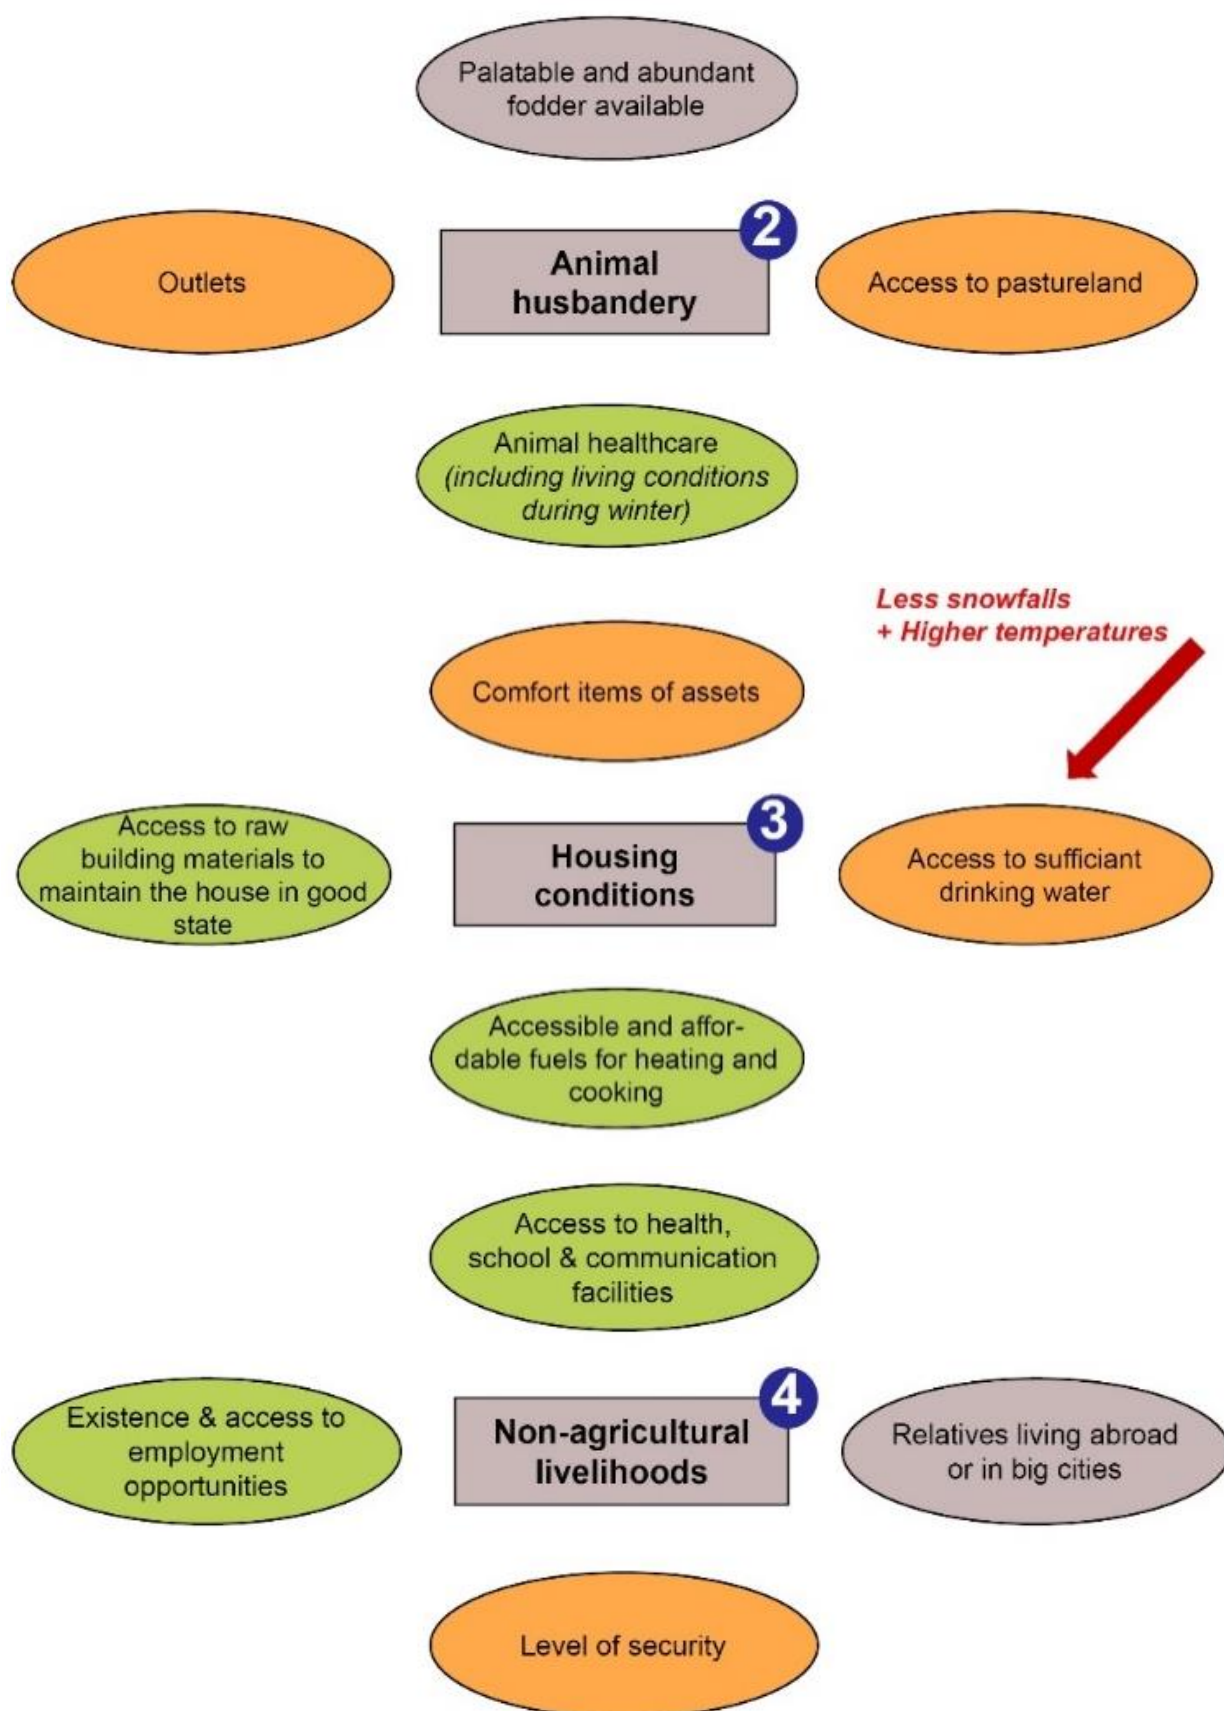 Palatable and abundant
fodder available
2
Outlets
Animal
husbandery
Access to pastureland
Animal healthcare
(including living conditions
during winter)
Less snowfalls
+ Higher temperatures
Comfort items of assets
3
Access to raw
building materials to
maintain the house in good
state
Housing
conditions
Access to sufficiant
drinking water
Accessible and affor-
dable fuels for heating and
cooking
Access to health,
school & communication
facilities
4
Existence & access to
employment
opportunities
Non-agricultural
livelihoods
Relatives living abroad
or in big cities
Level of security